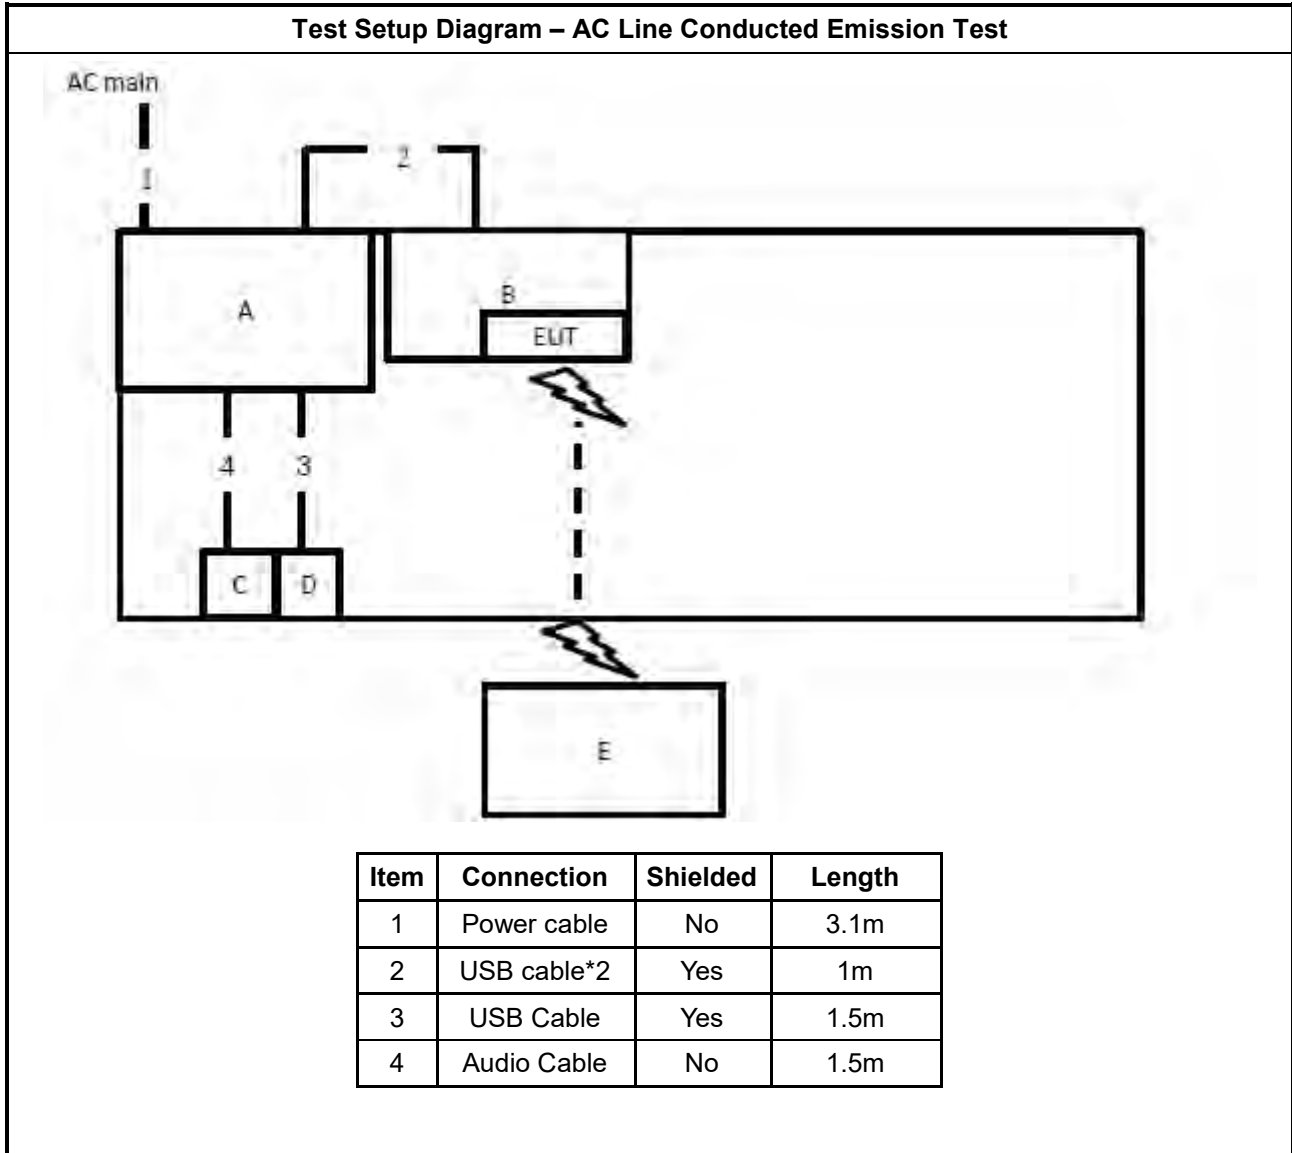 Test Setup Diagram – AC Line Conducted Emission Test
AC main
2
1
A
B
EUT
4 3
C D
E
Item Connection Shielded Length
1 Power cable No 3.1m
2 USB cable*2 Yes 1m
3 USB Cable Yes 1.5m
4 Audio Cable No 1.5m